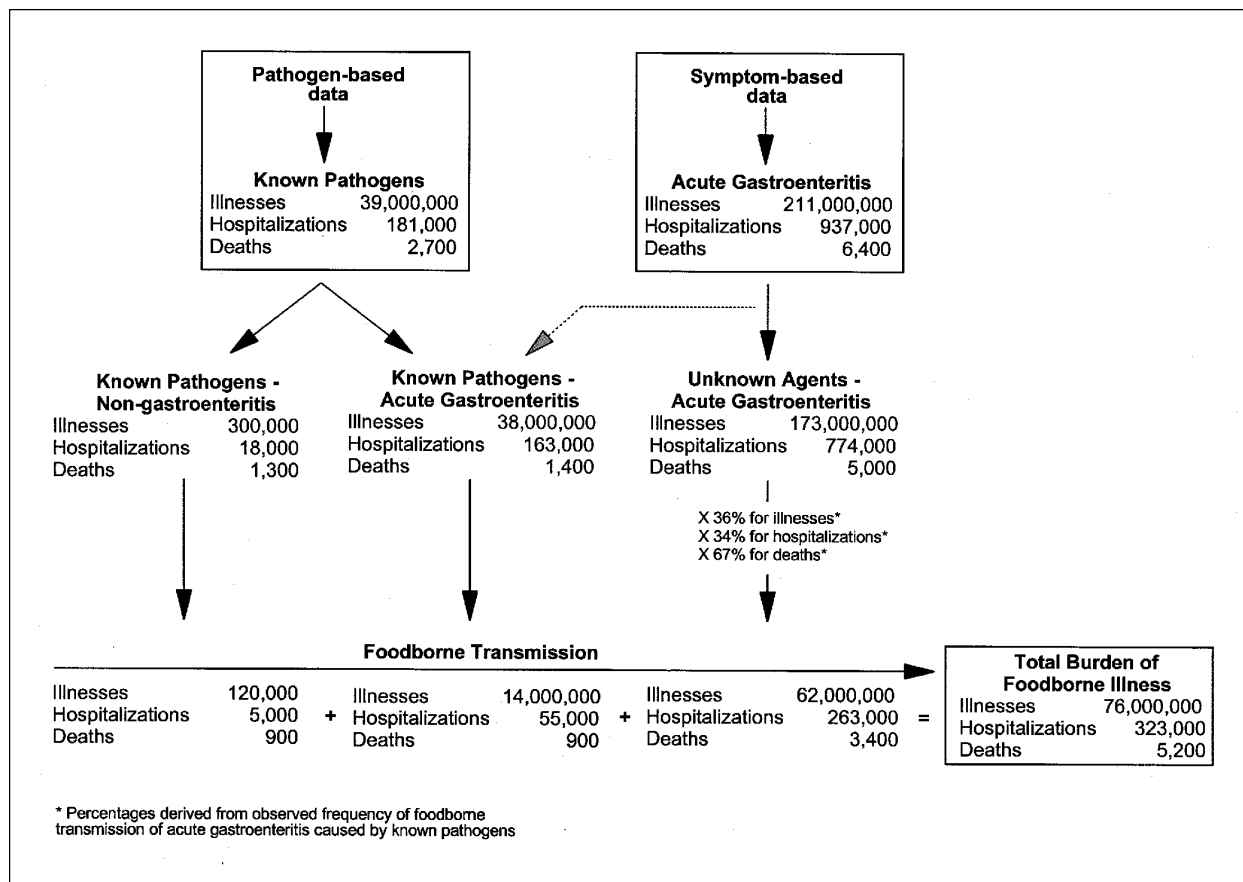 Pathogen-based
data
Known Pathogens
Illnesses 39,000,000
Hospitalizations 181,000
Deaths 2,700
Symptom-based
data
Acute Gastroenteritis
Illnesses 211,000,000
Hospitalizations 937,000
Deaths 6,400
Known Pathogens -
Non-gastroenteritis
Illnesses 300,000
Hospitalizations 18,000
Deaths 1,300
Known Pathogens -
Acute Gastroenteritis
Illnesses 38,000,000
Hospitalizations 163,000
Deaths 1,400
Unknown Agents -
Acute Gastroenteritis
Illnesses 173,000,000
Hospitalizations 774,000
Deaths 5,000
X 36% for illnesses*
X 34% for hospitalizations*
X 67% for deaths*
Foodborne Transmission
Illnesses 120,000
Hospitalizations 5,000
Deaths 900
+
Illnesses 14,000,000
Hospitalizations 55,000
Deaths 900
+
Illnesses 62,000,000
Hospitalizations 263,000
Deaths 3,400
=
Total Burden of
Foodborne Illness
Illnesses 76,000,000
Hospitalizations 323,000
Deaths 5,200
* Percentages derived from observed frequency of foodborne
transmission of acute gastroenteritis caused by known pathogens